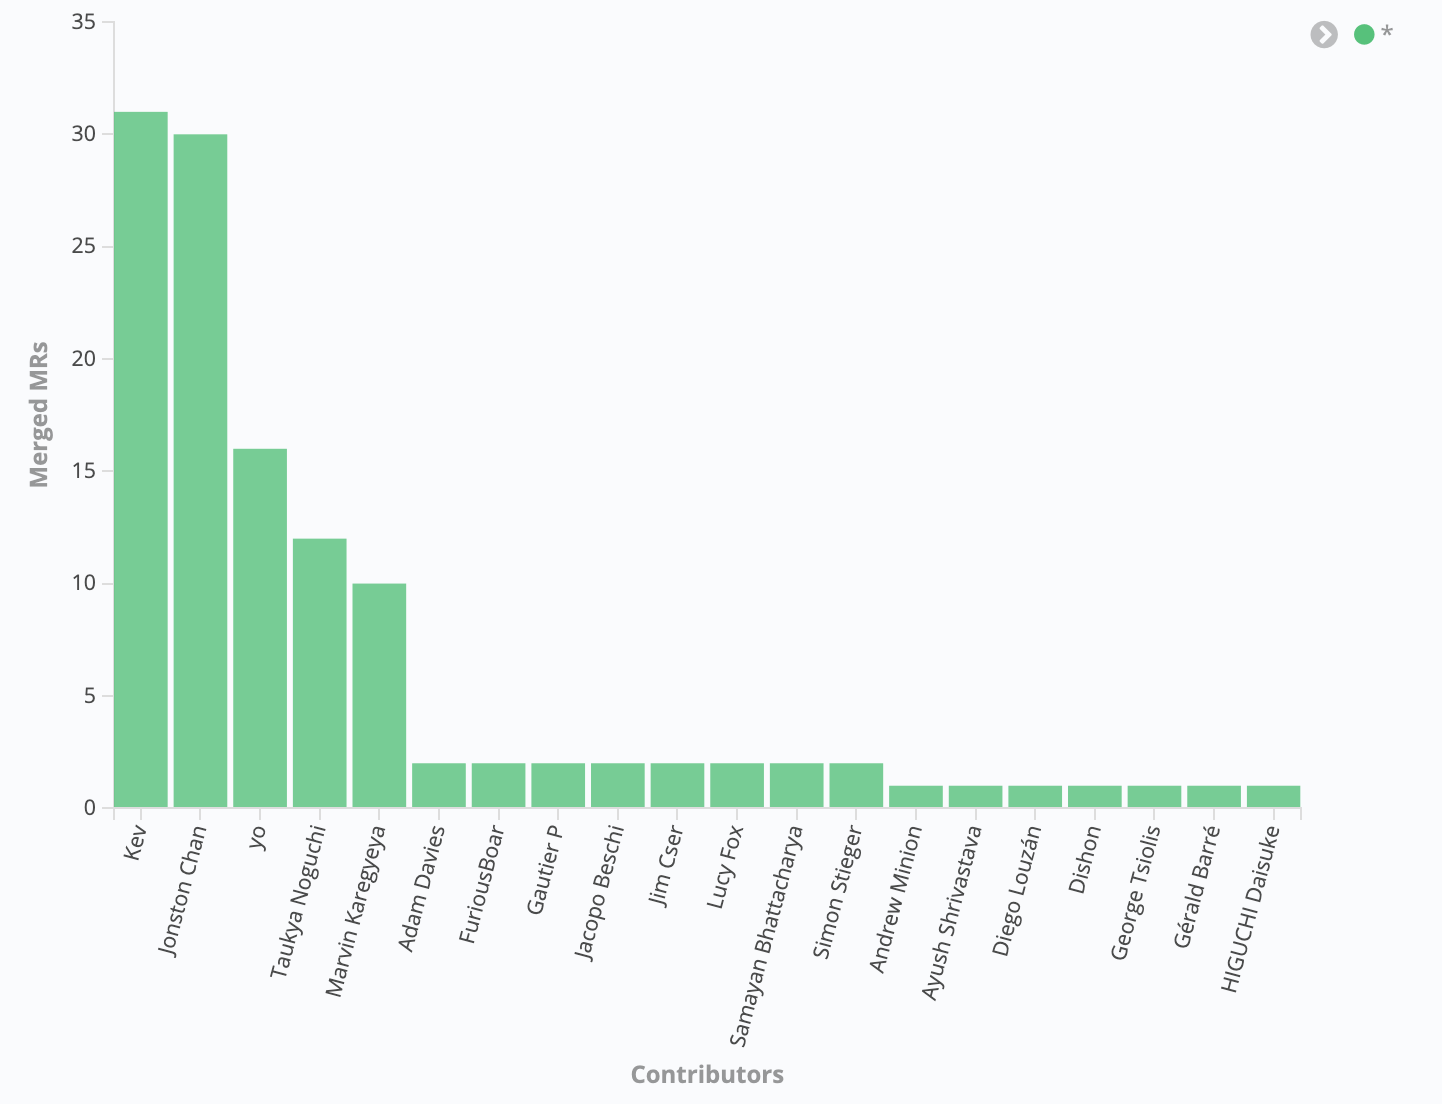 35
30
25
20
15
10
5
0
Merged MRs
*
Kev
Jonston Chan
yo
Taukya Noguchi
Marvin Karegyeya
Adam Davies
FuriousBoar
Gautier P
Jacopo Beschi
Jim Cser
Lucy Fox
Samayan Bhattacharya
Simon Stieger
Andrew Minion
Ayush Shrivastava
Diego Louzán
Dishon
George Tsiolis
Gérald Barré
HIGUCHI Daisuke
Contributors